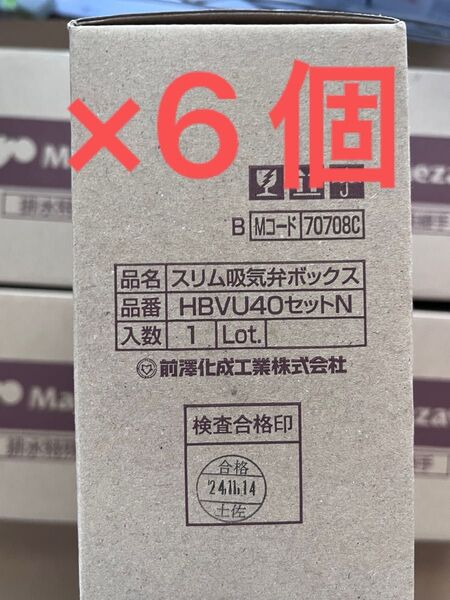 ×6個
B Mコード 70708C
品名 スリム吸気弁ボックス
品番 HBVU40セットN
入数 1 Lot.
前澤化成工業株式会社
検査合格印
合格
24.11.14
土佐